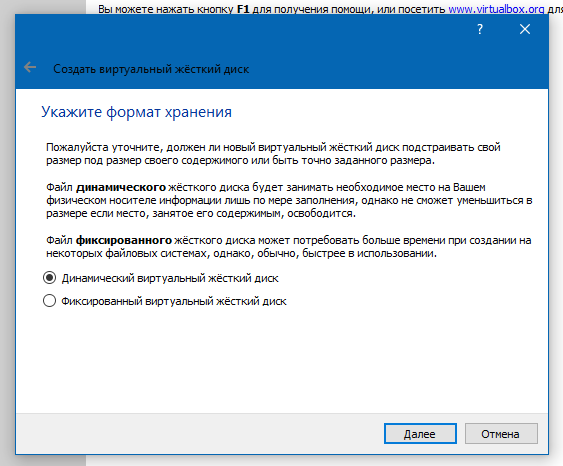 Вы можете нажать кнопку F1 для получения помощи, или посетить www.virtualbox.org для
?
Создать виртуальный жёсткий диск
Укажите формат хранения
Пожалуйста уточните, должен ли новый виртуальный жёсткий диск подстраивать свой
размер под размер своего содержимого или быть точно заданного размера.
Файл динамического жёсткого диска будет занимать необходимое место на Вашем
физическом носителе информации лишь по мере заполнения, однако не сможет уменьшиться в
размере если место, занятое его содержимым, освободится.
Файл фиксированного жёсткого диска может потребовать больше времени при создании на
некоторых файловых системах, однако, обычно, быстрее в использовании.
Динамический виртуальный жёсткий диск
Фиксированный виртуальный жёсткий диск
Далее
Отмена